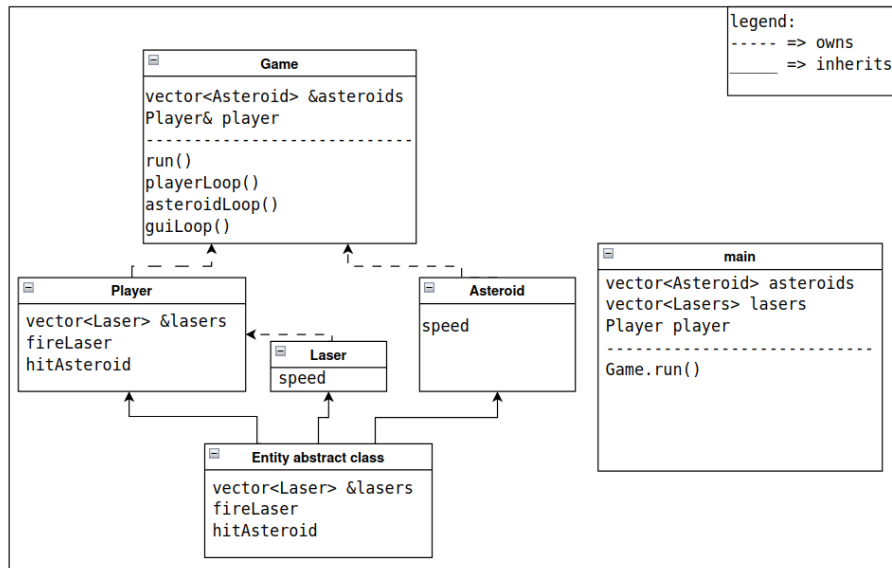 legend:
----- => owns
_____ => inherits
Game
vector<Asteroid> &asteroids
Player& player
----------------------------
run()
playerLoop()
asteroidLoop()
guiLoop()
Player
vector<Laser> &lasers
fireLaser
hitAsteroid
Laser
speed
Asteroid
speed
main
vector<Asteroid> asteroids
vector<Lasers> lasers
Player player
----------------------------
Game.run()
Entity abstract class
vector<Laser> &lasers
fireLaser
hitAsteroid